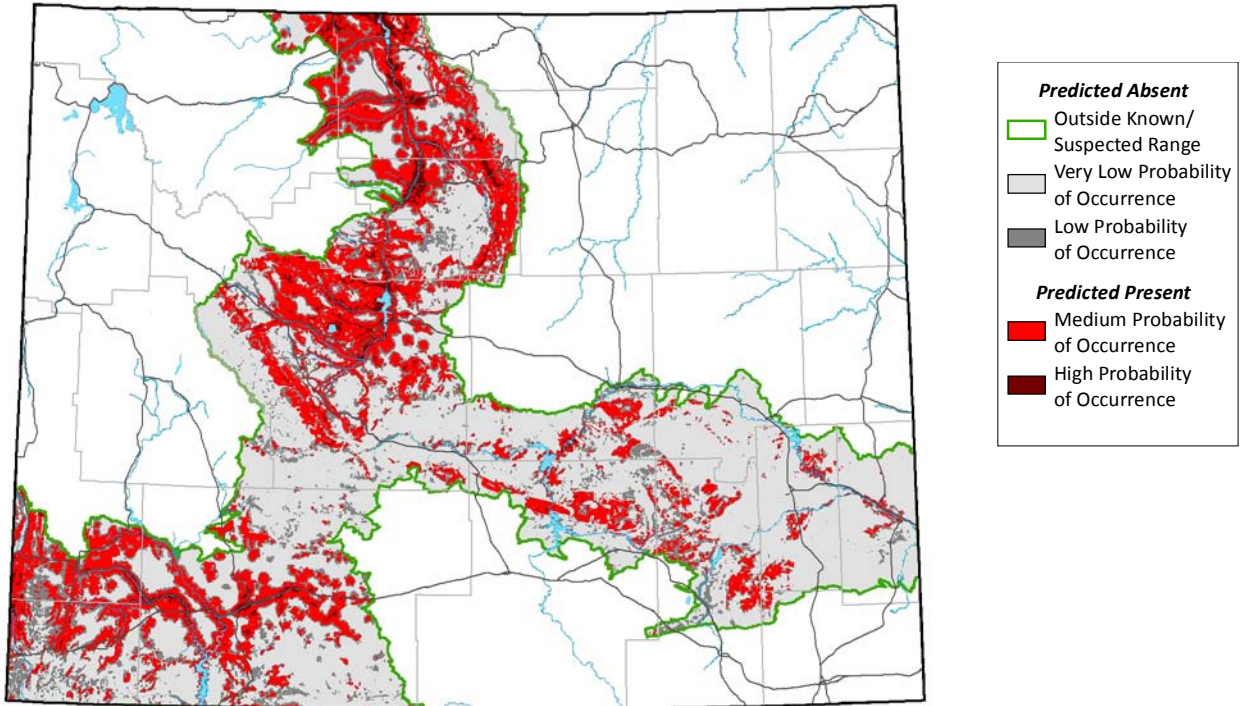 Predicted Absent
Outside Known/
Suspected Range
Very Low Probability
of Occurrence
Low Probability
of Occurrence
Predicted Present
Medium Probability
of Occurrence
High Probability
of Occurrence